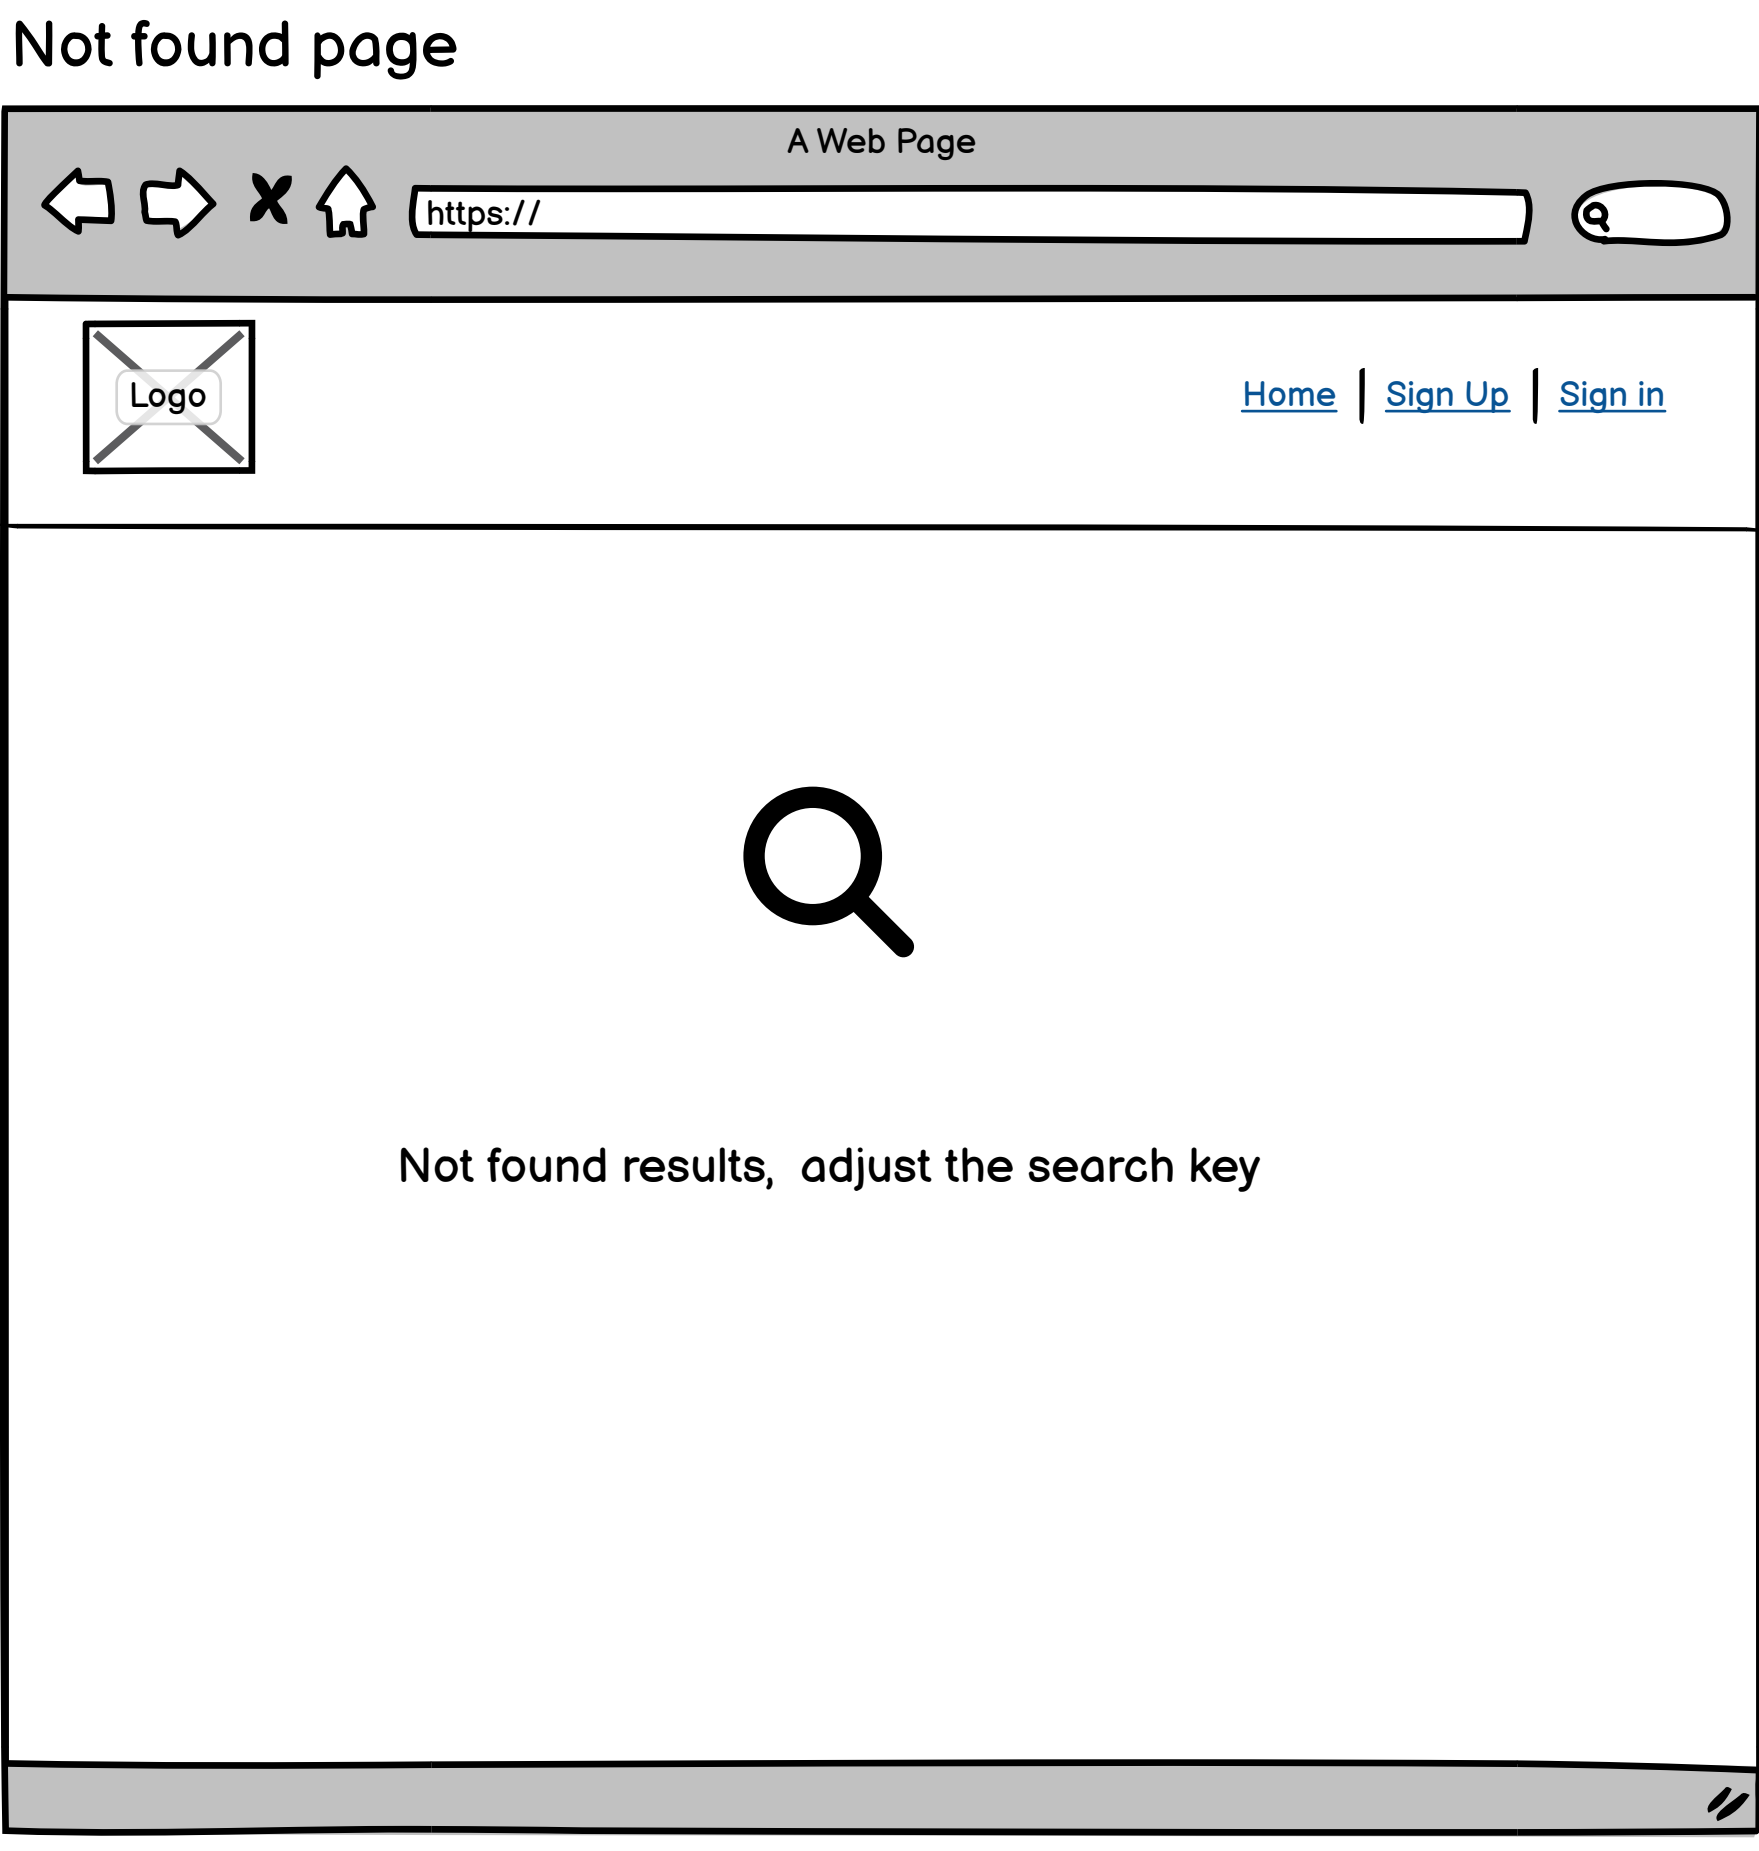 Not found page
A Web Page
https://
Logo
Home | Sign Up | Sign in
Not found results,  adjust the search key